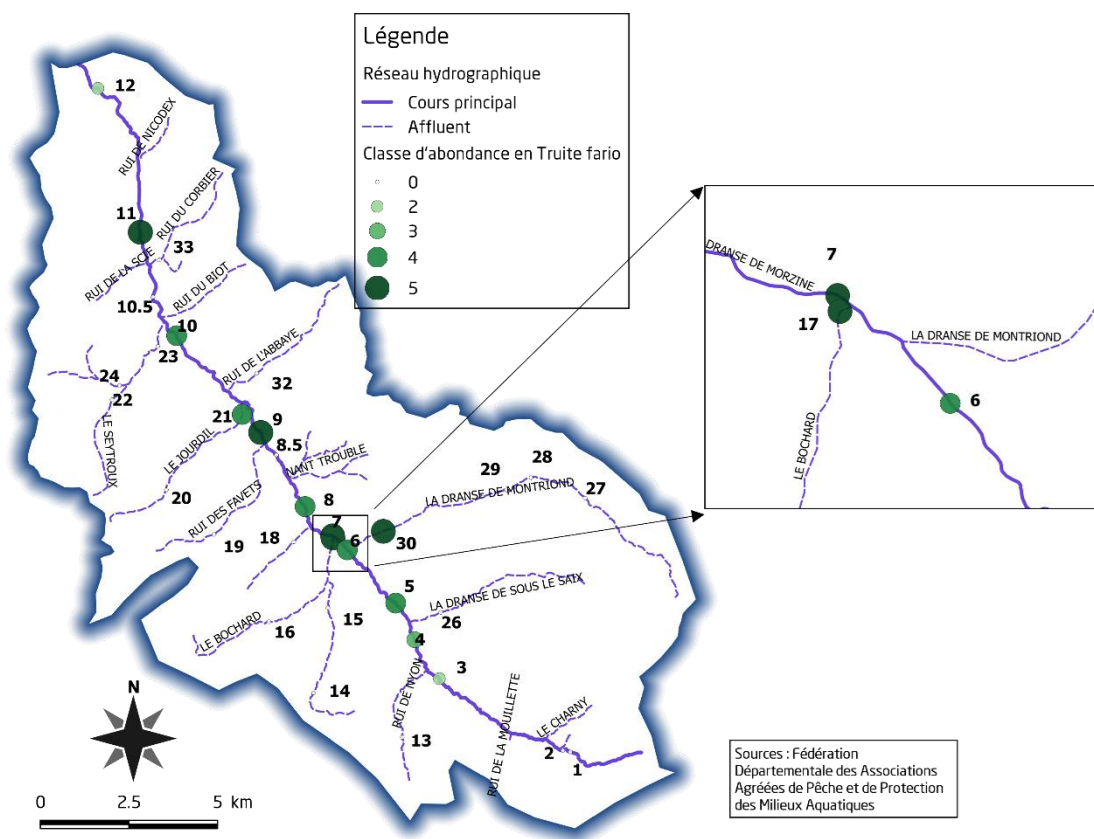 Légende
Réseau hydrographique
Cours principal
Affluent
Classe d'abondance en Truite fario
0
2
3
4
5
12
RUI DE NICODEX
11
RUI DU CORBIER
33
RUI DE LA SCIE
10.5
RUI DU BIOT
10
23
RUI DE L'ABBAYE
24
22
32
LE SEYTROUX
21
9
8.5
LE JOURDIL
NANT TROUBLE
20
RUI DES FAVETS
8
29
28
27
LA DRANSE DE MONTRIOND
19
18
7
6
30
5
LA DRANSE DE SOUS LE SAIX
LE BOCHARD
16
15
26
4
3
14
RUI DE NYON
13
RUI DE LA MOUILLETTE
LE CHARNY
2
1
DRANSE DE MORZINE
7
17
LA DRANSE DE MONTRIOND
6
LE BOCHARD
N
0
2.5
5 km
Sources : Fédération
Départementale des Associations
Agréées de Pêche et de Protection
des Milieux Aquatiques